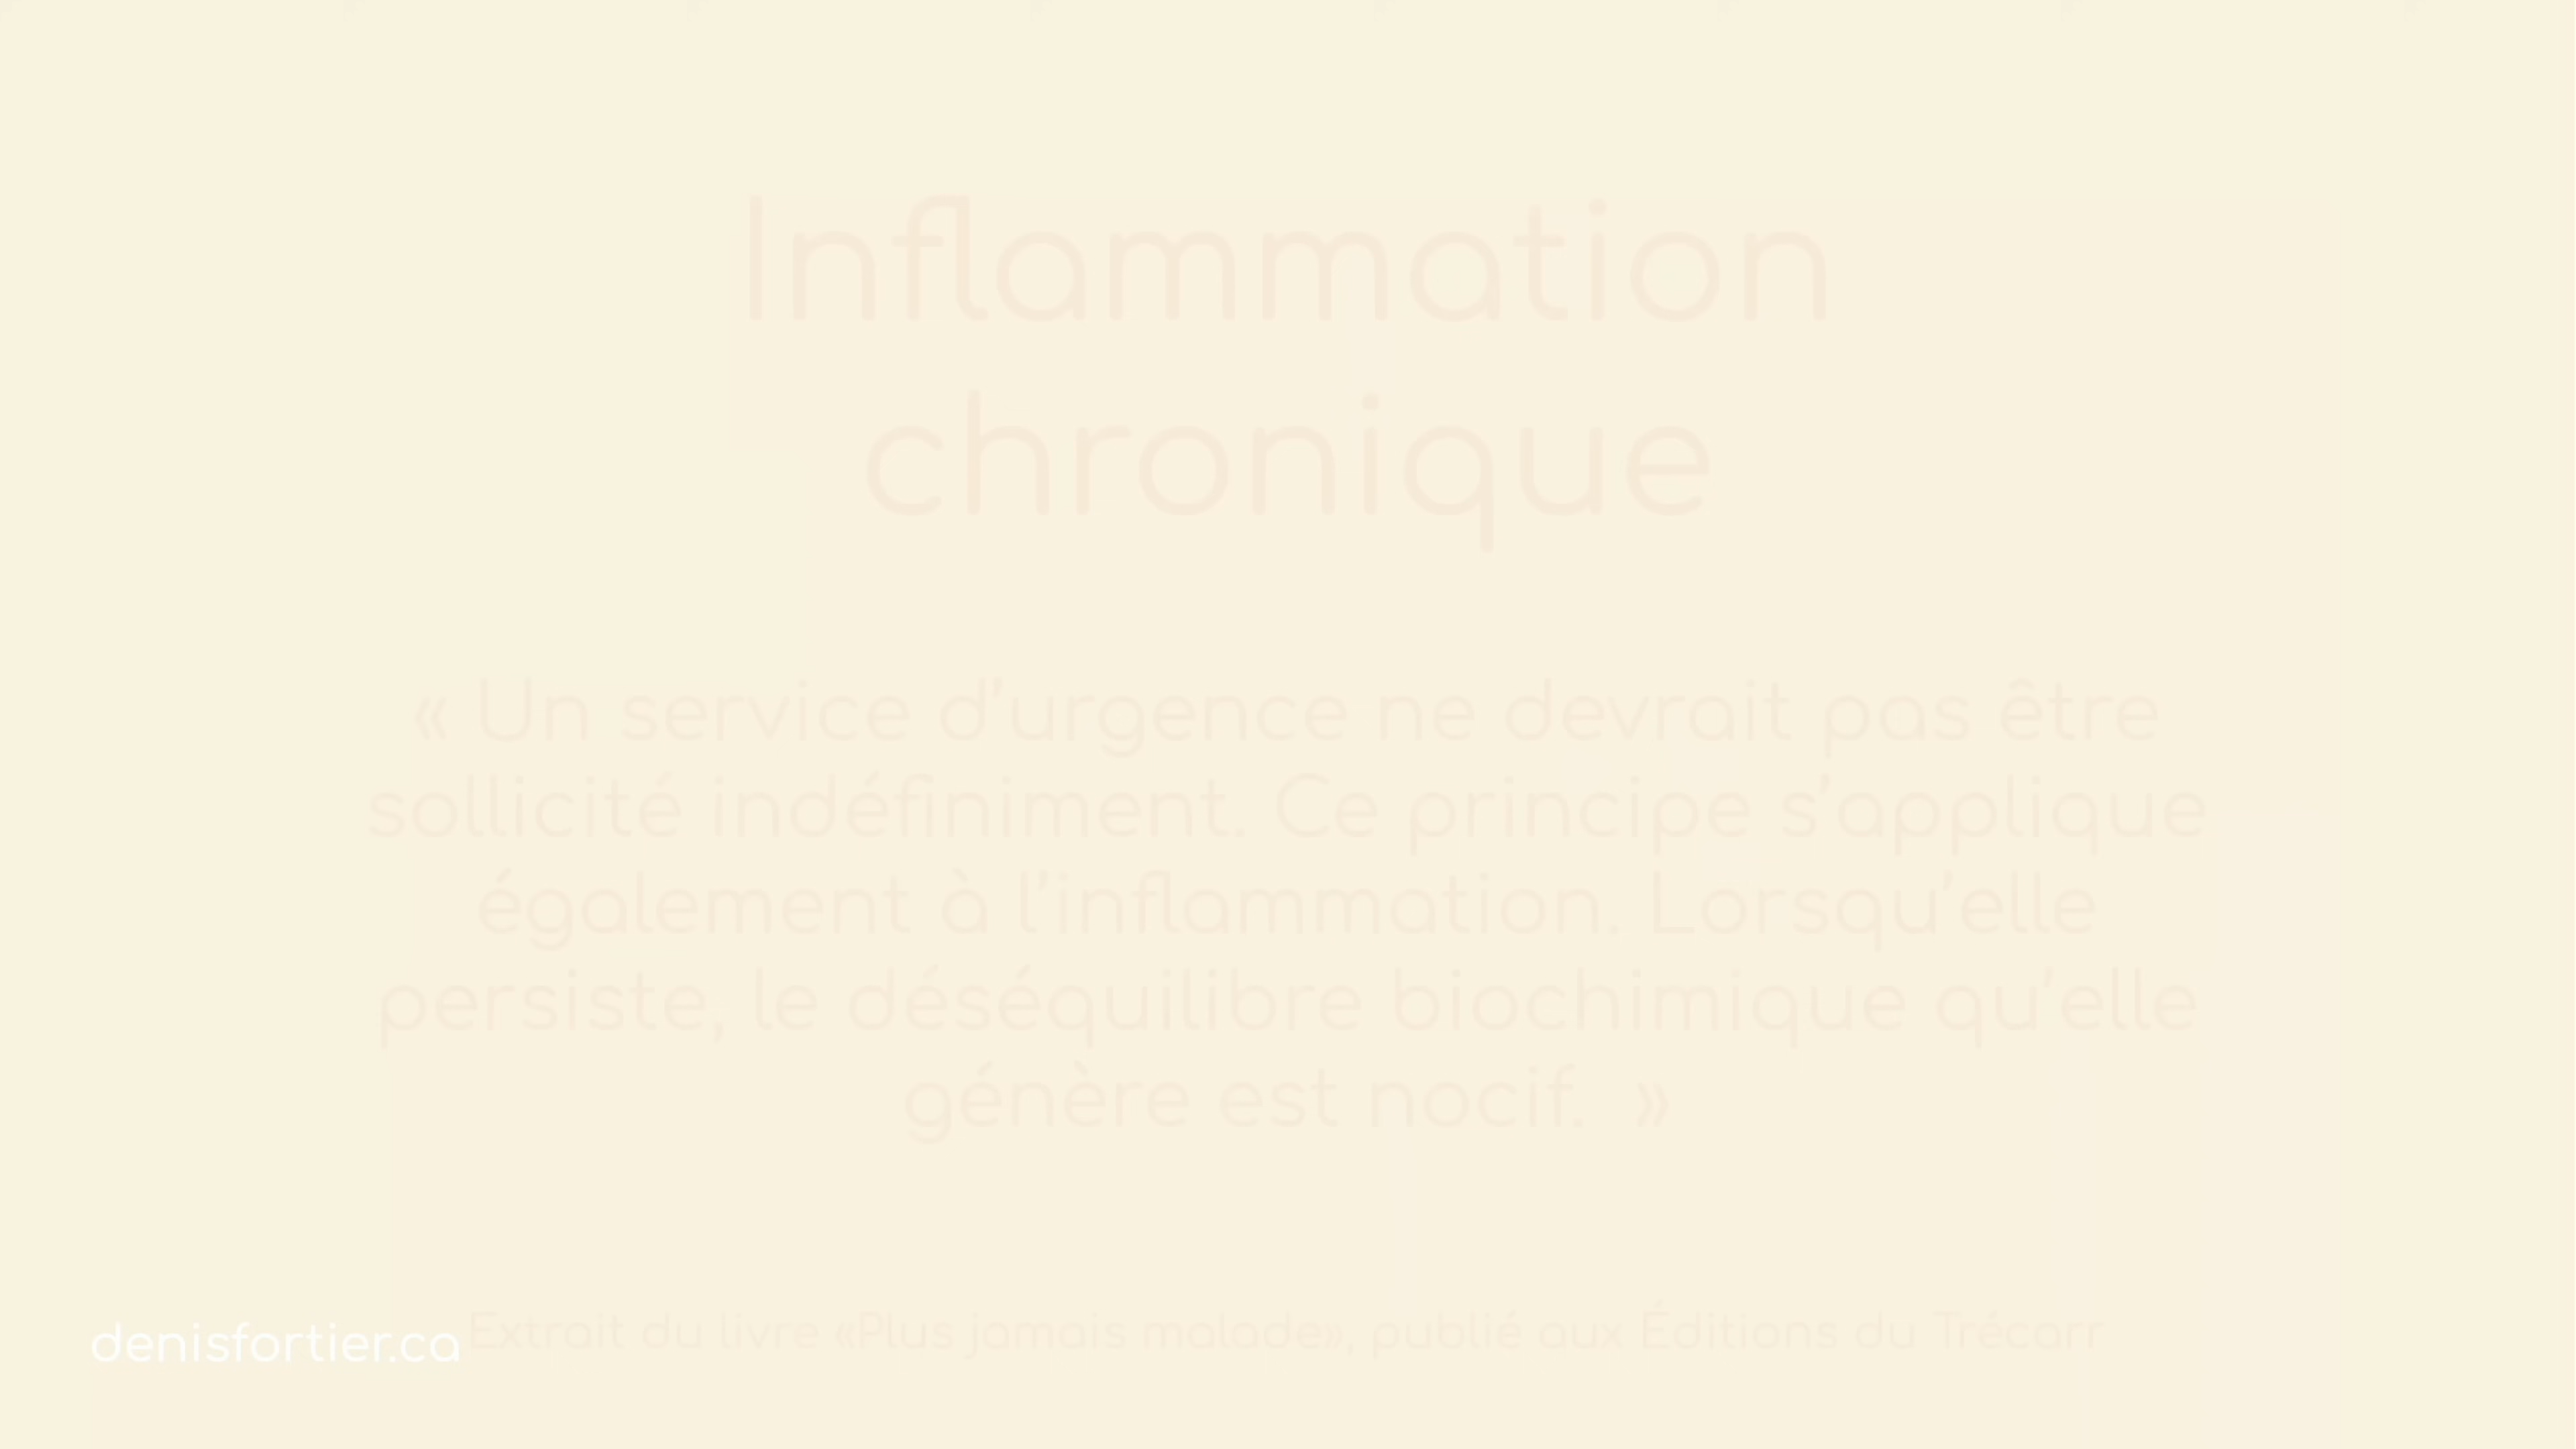 Inflammation
chronique
« Un service d’urgence ne devrait pas être
sollicité indéfiniment. Ce principe s’applique
également à l’inflammation. Lorsqu’elle
persiste, le déséquilibre biochimique qu’elle
génère est nocif. »
denisfortier.ca Extrait du livre «Plus jamais malade», publié aux Éditions du Trécarr